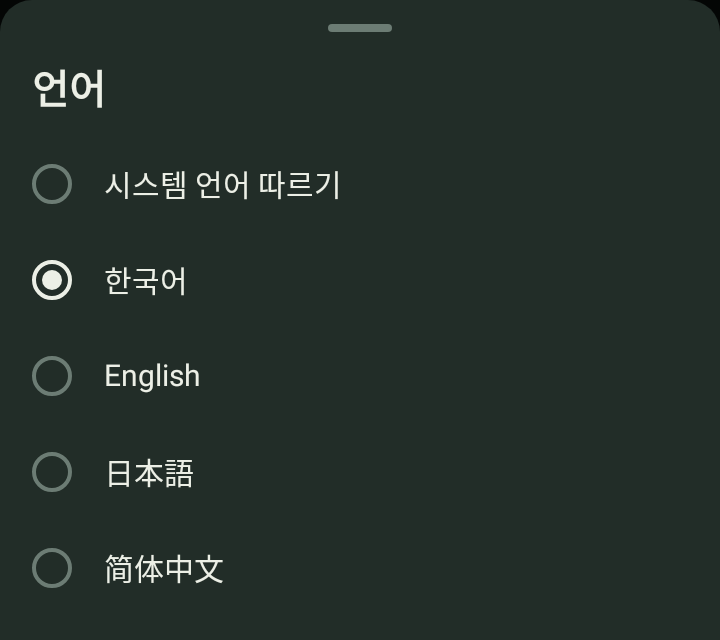 언어
시스템 언어 따르기
한국어
English
日本語
简体中文